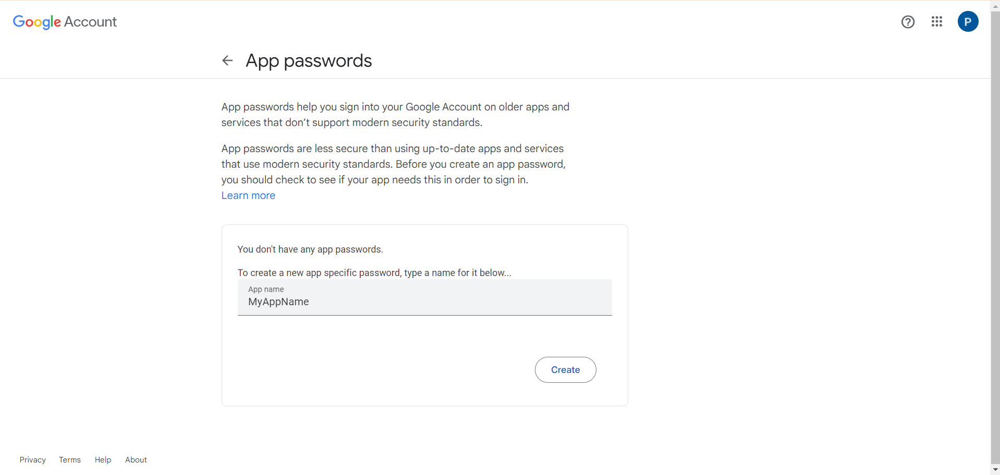 Google Account
P
App passwords
App passwords help you sign into your Google Account on older apps and
services that don’t support modern security standards.
App passwords are less secure than using up-to-date apps and services
that use modern security standards. Before you create an app password,
you should check to see if your app needs this in order to sign in.
Learn more
You don't have any app passwords.
To create a new app specific password, type a name for it below...
App name
MyAppName
Create
Privacy Terms Help About